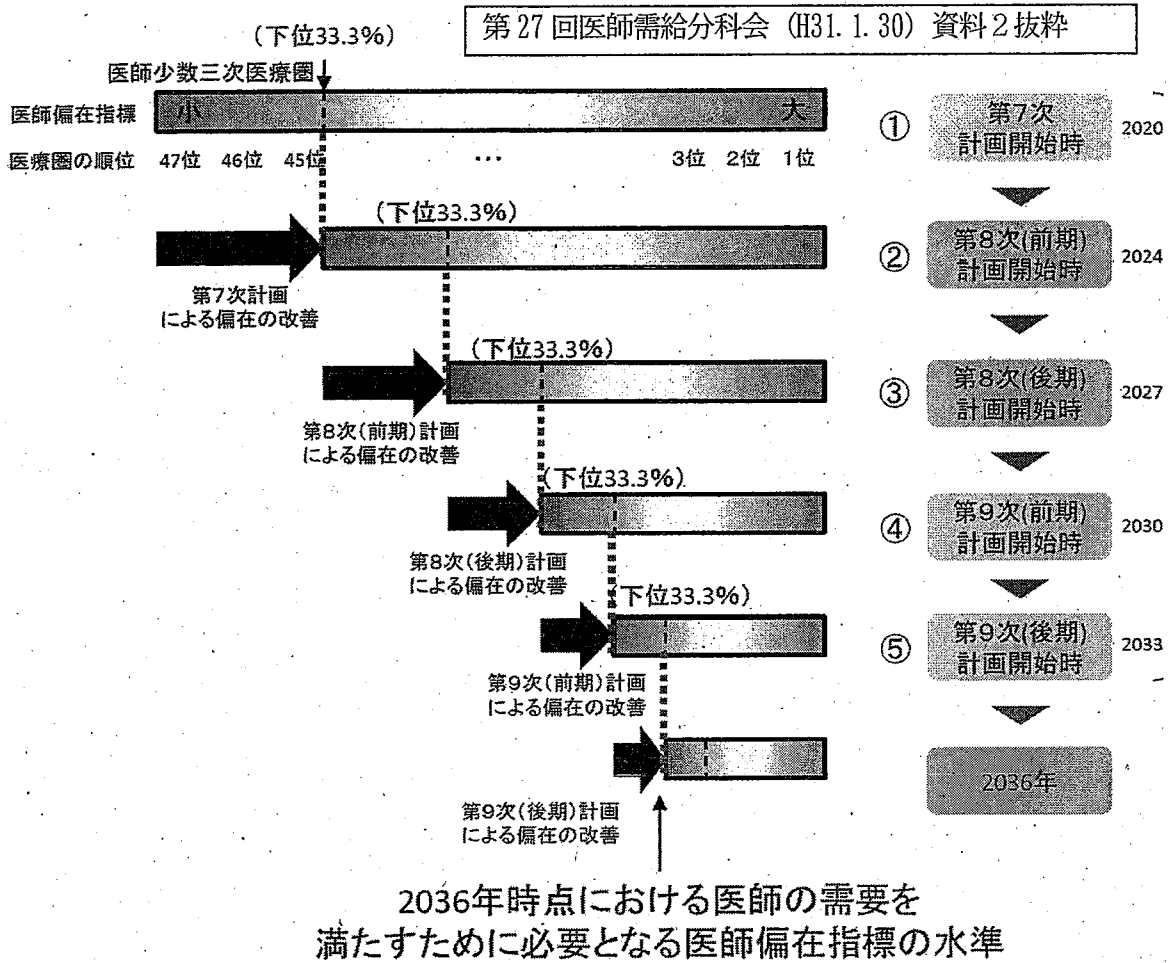 第27回医師需給分科会(H31.1.30)資料2抜粋
(下位33.3%)
医師少数三次医療圏
医師偏在指標
小
大
医療圏の順位 47位 46位 45位 … 3位 2位 1位
① 第7次
計画開始時
2020
(下位33.3%)
第7次計画
による偏在の改善
② 第8次(前期)
計画開始時
2024
(下位33.3%)
第8次(前期)計画
による偏在の改善
③ 第8次(後期)
計画開始時
2027
(下位33.3%)
第8次(後期)計画
による偏在の改善
④ 第9次(前期)
計画開始時
2030
(下位33.3%)
第9次(前期)計画
による偏在の改善
⑤ 第9次(後期)
計画開始時
2033
第9次(後期)計画
による偏在の改善
2036年
2036年時点における医師の需要を
満たすために必要となる医師偏在指標の水準